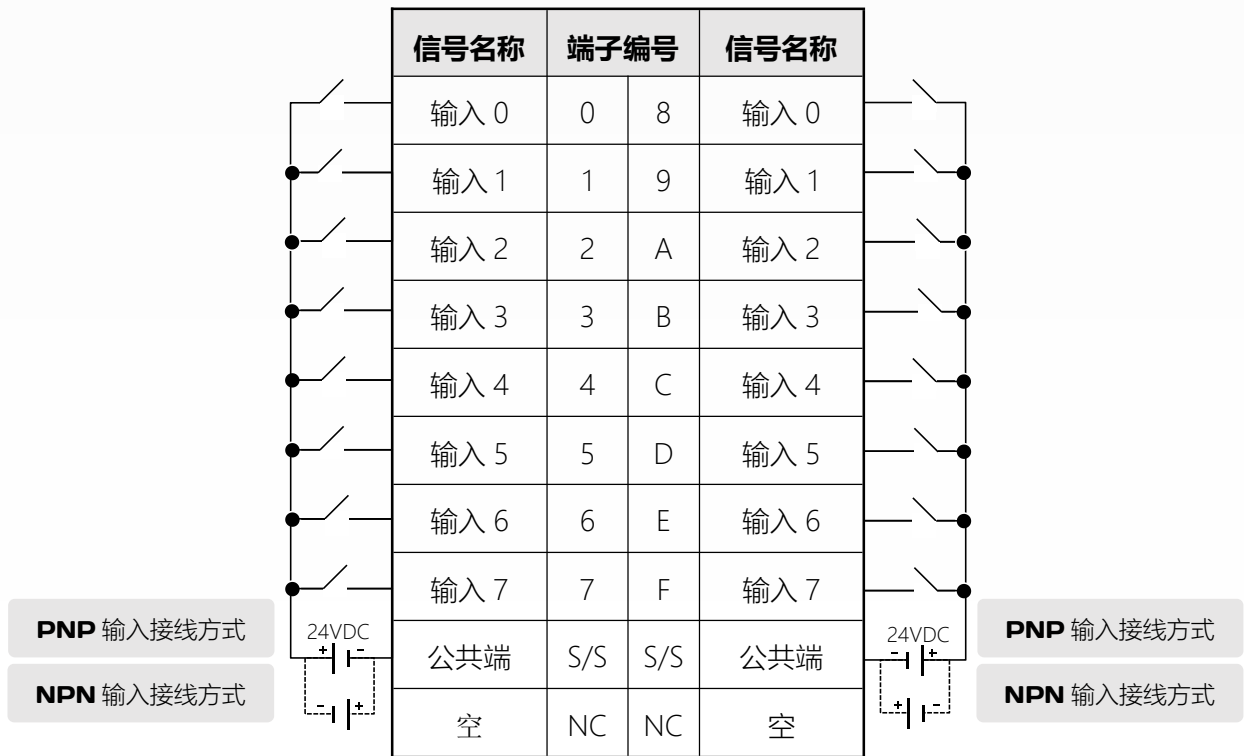 信号名称 端子编号 信号名称
输入 0 0 8 输入 0
输入 1 1 9 输入 1
输入 2 2 A 输入 2
输入 3 3 B 输入 3
输入 4 4 C 输入 4
输入 5 5 D 输入 5
输入 6 6 E 输入 6
输入 7 7 F 输入 7
PNP 输入接线方式 24VDC + - 公共端 S/S S/S 公共端 24VDC - + PNP 输入接线方式
NPN 输入接线方式 - + 空 NC NC 空 + - NPN 输入接线方式